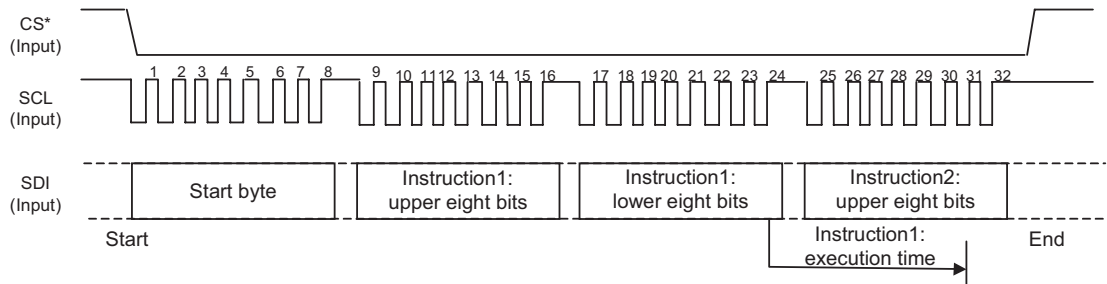 CS*
(Input)
1 2 3 4 5 6 7 8 9 10 11 12 13 14 15 16 17 18 19 20 21 22 23 24 25 26 27 28 29 30 31 32
SCL
(Input)
SDI
(Input)
Start byte
Instruction1:
upper eight bits
Instruction1:
lower eight bits
Instruction2:
upper eight bits
Start
Instruction1:
execution time
End